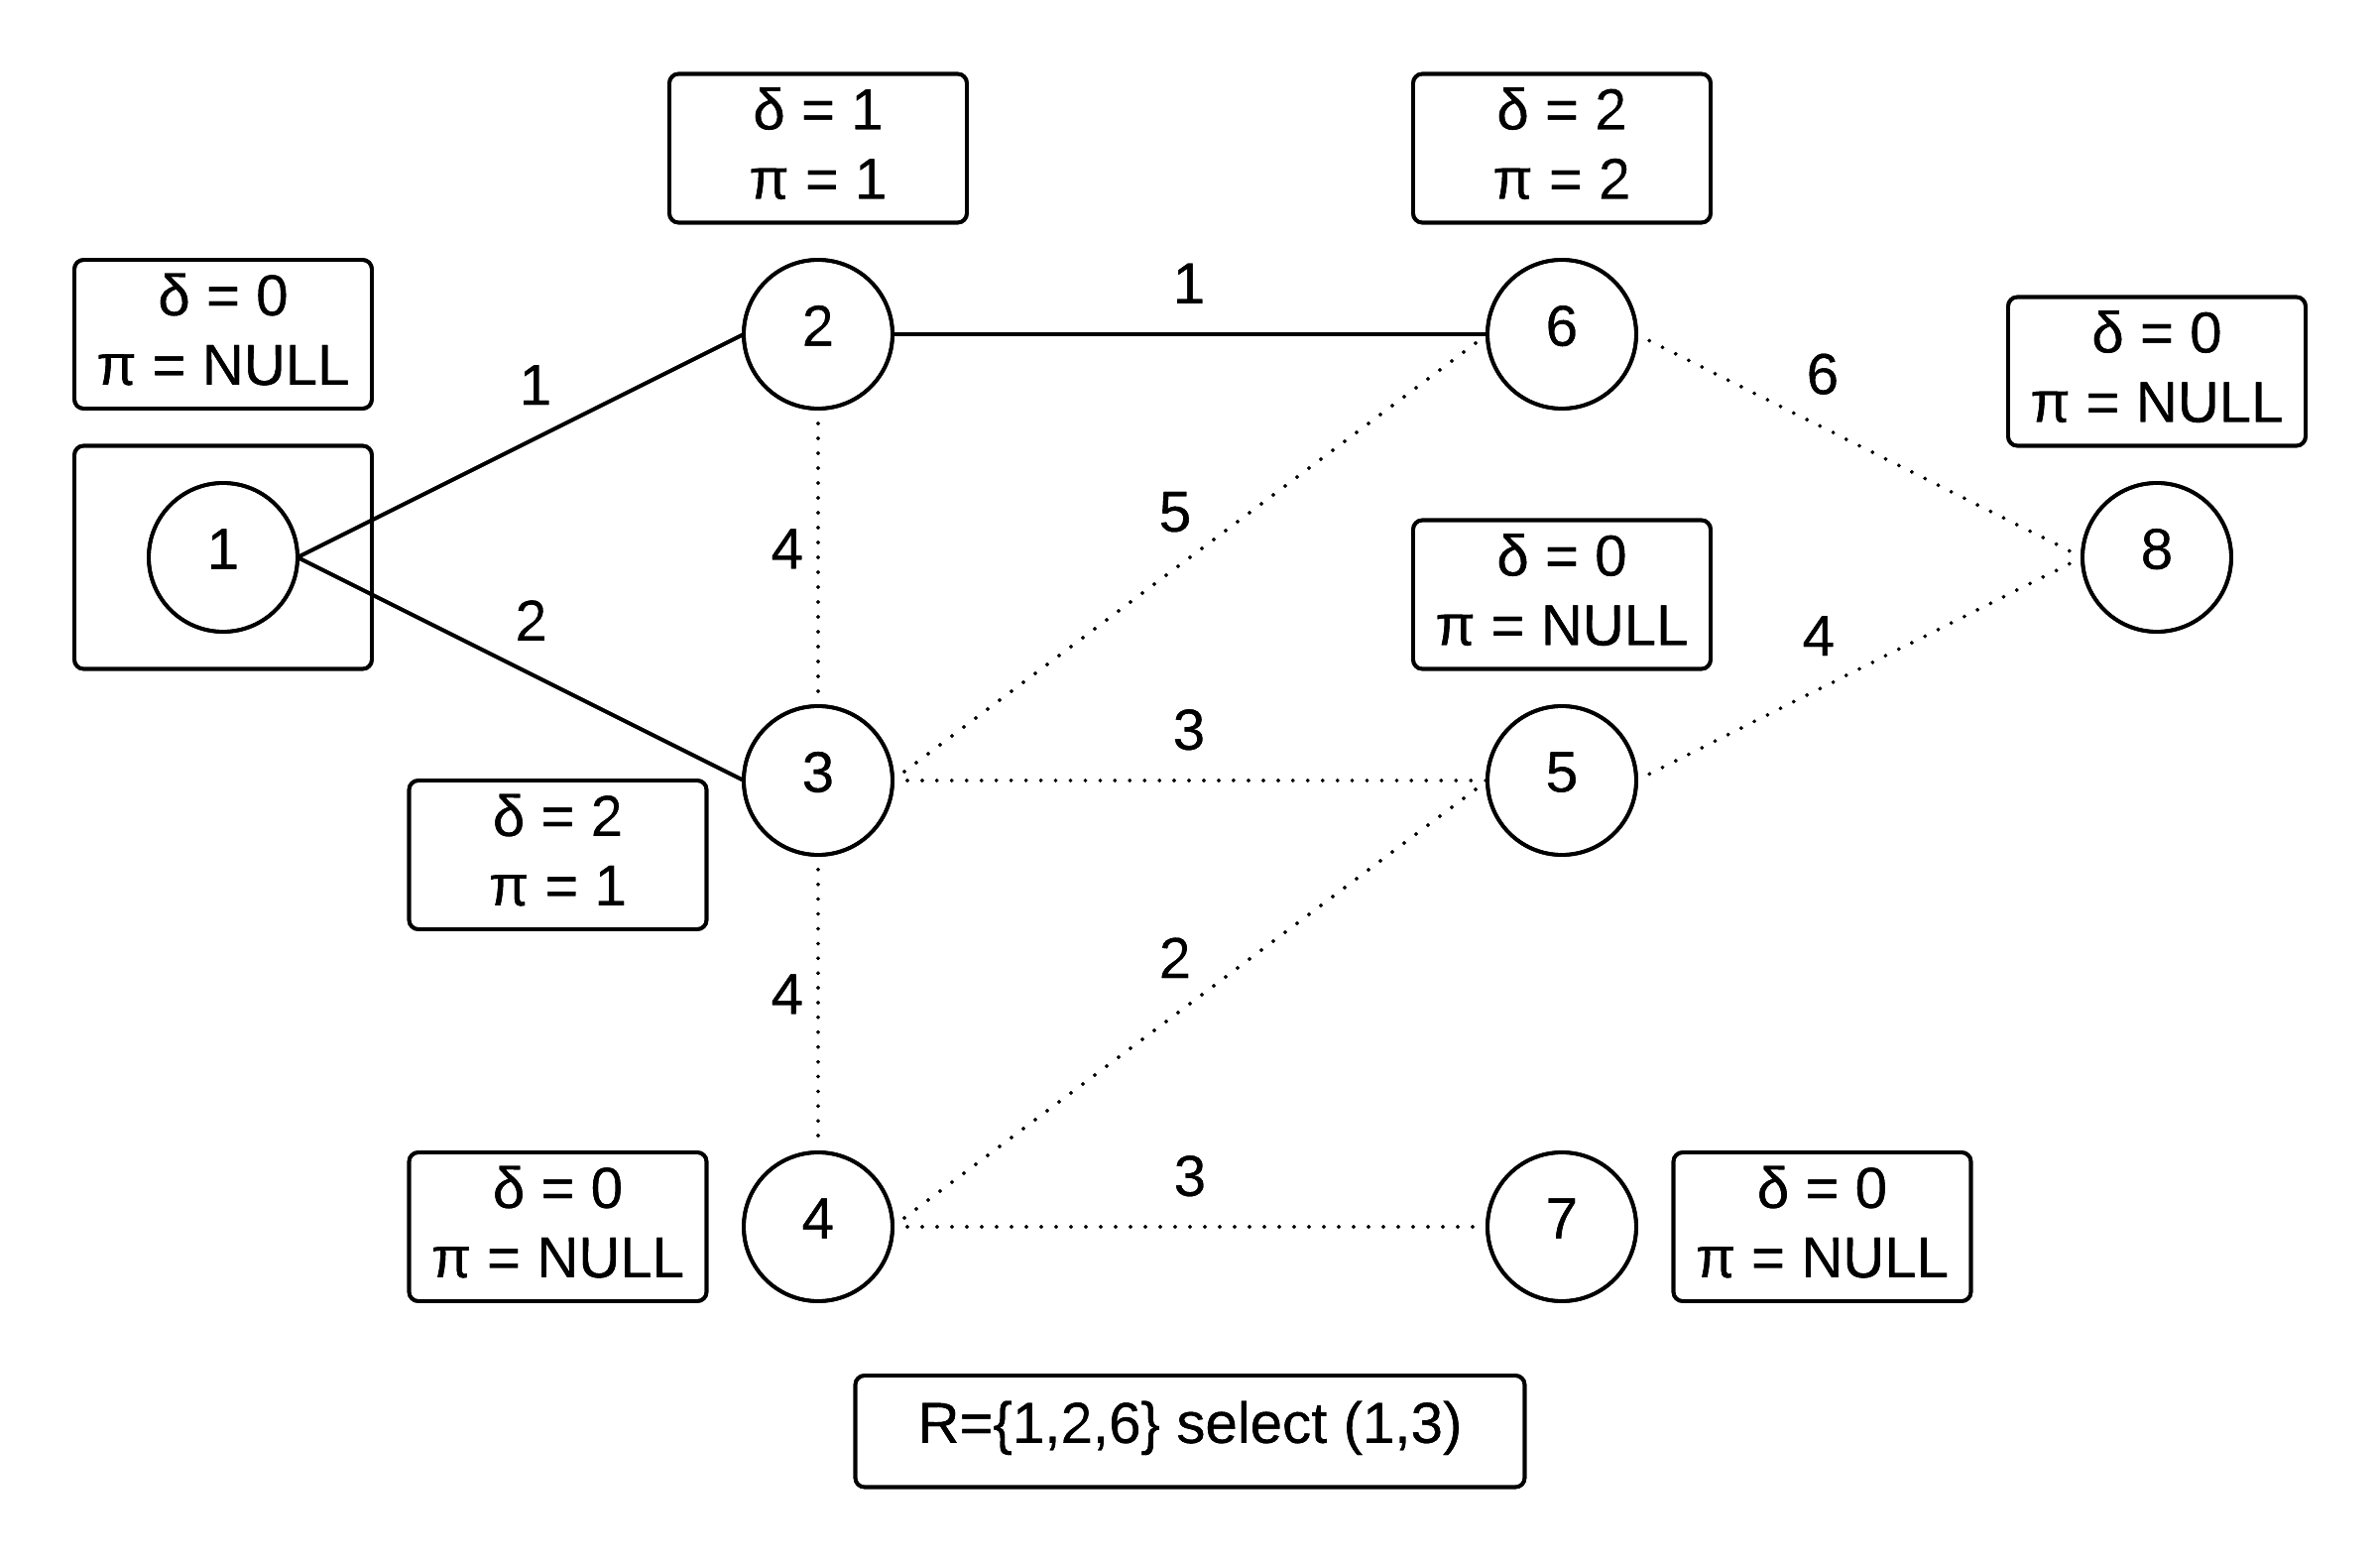 δ = 1
π = 1
δ = 2
π = 2
δ = 0
π = NULL
1
2
1
6
6
δ = 0
π = NULL
1
2
4
5
δ = 0
π = NULL
8
4
3
3
5
δ = 2
π = 1
4
2
δ = 0
π = NULL
4
3
7
δ = 0
π = NULL
R={1,2,6} select (1,3)